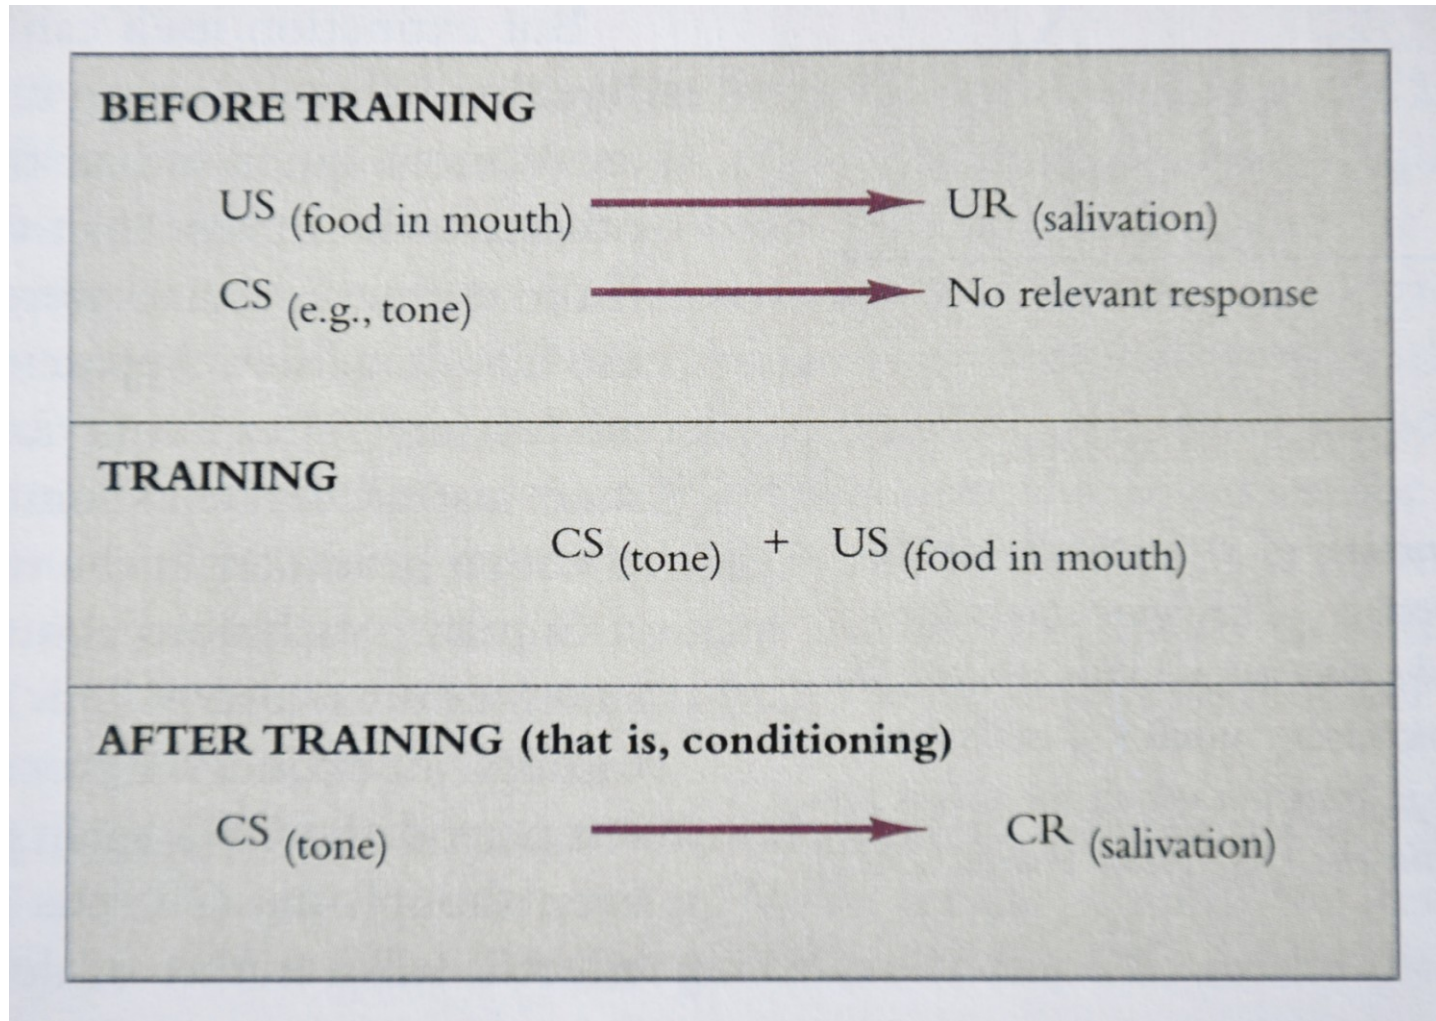 BEFORE TRAINING
US (food in mouth) UR (salivation)
CS (e.g., tone) No relevant response
TRAINING
CS (tone) + US (food in mouth)
AFTER TRAINING (that is, conditioning)
CS (tone) CR (salivation)